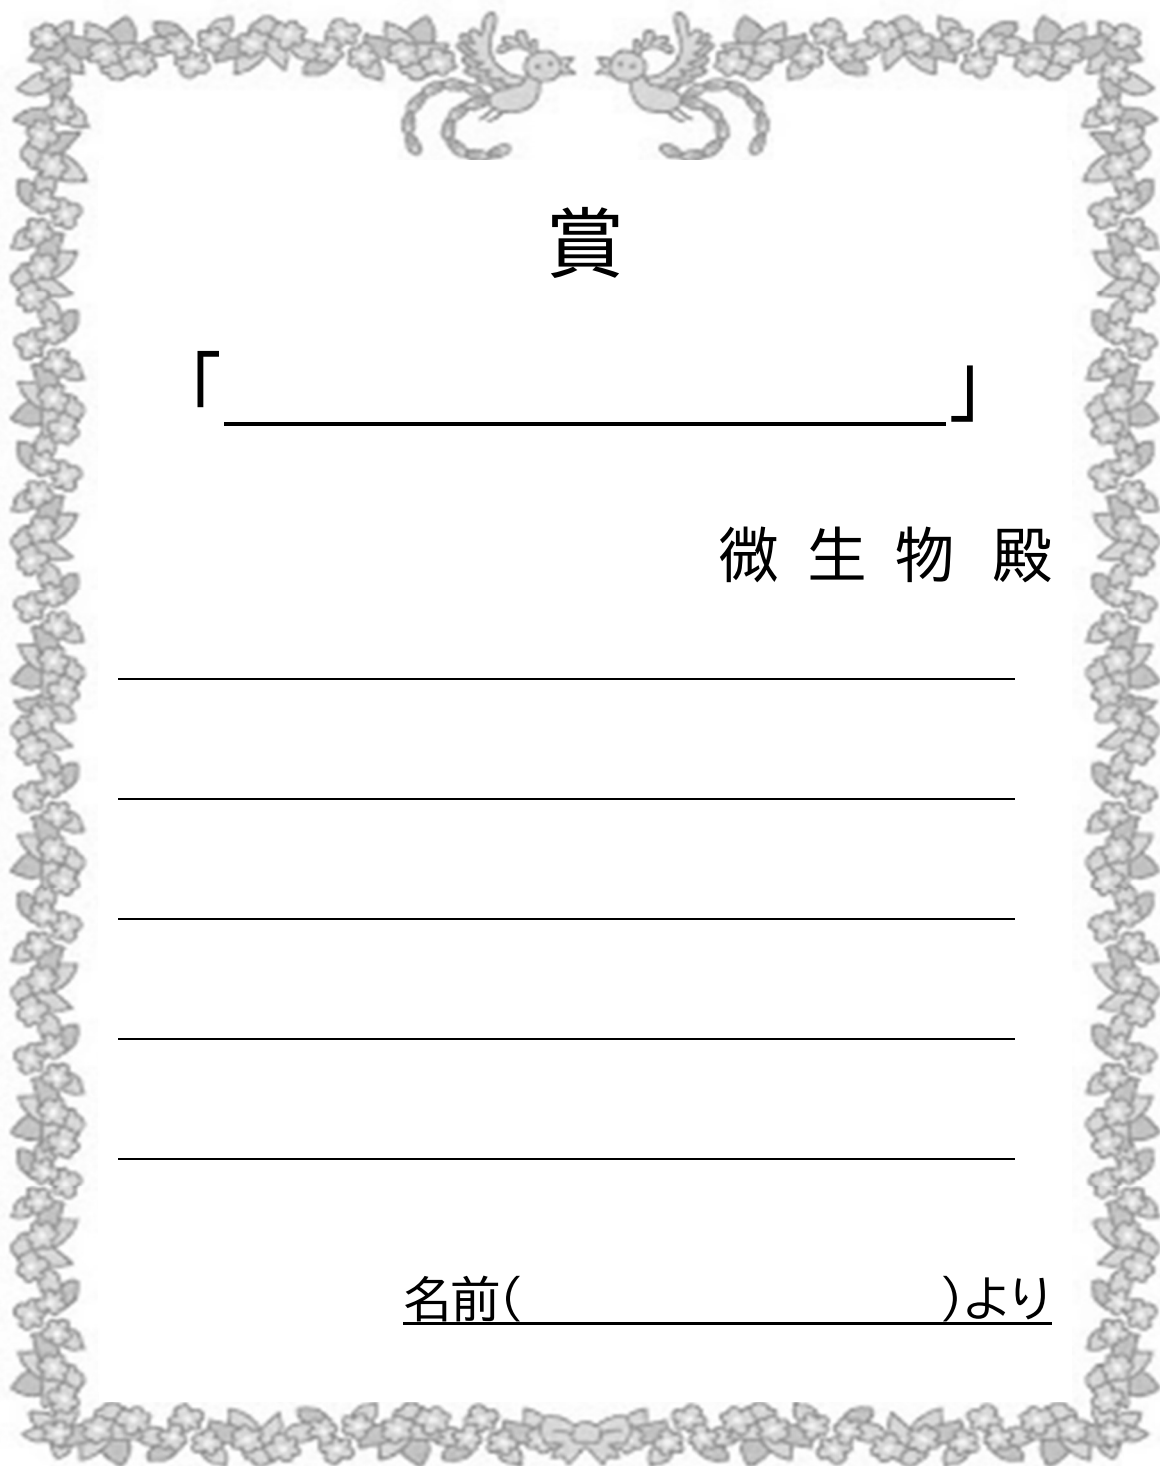 賞
「　　　　　　　　」
微 生 物 殿
名前(　　　　　　　　)より